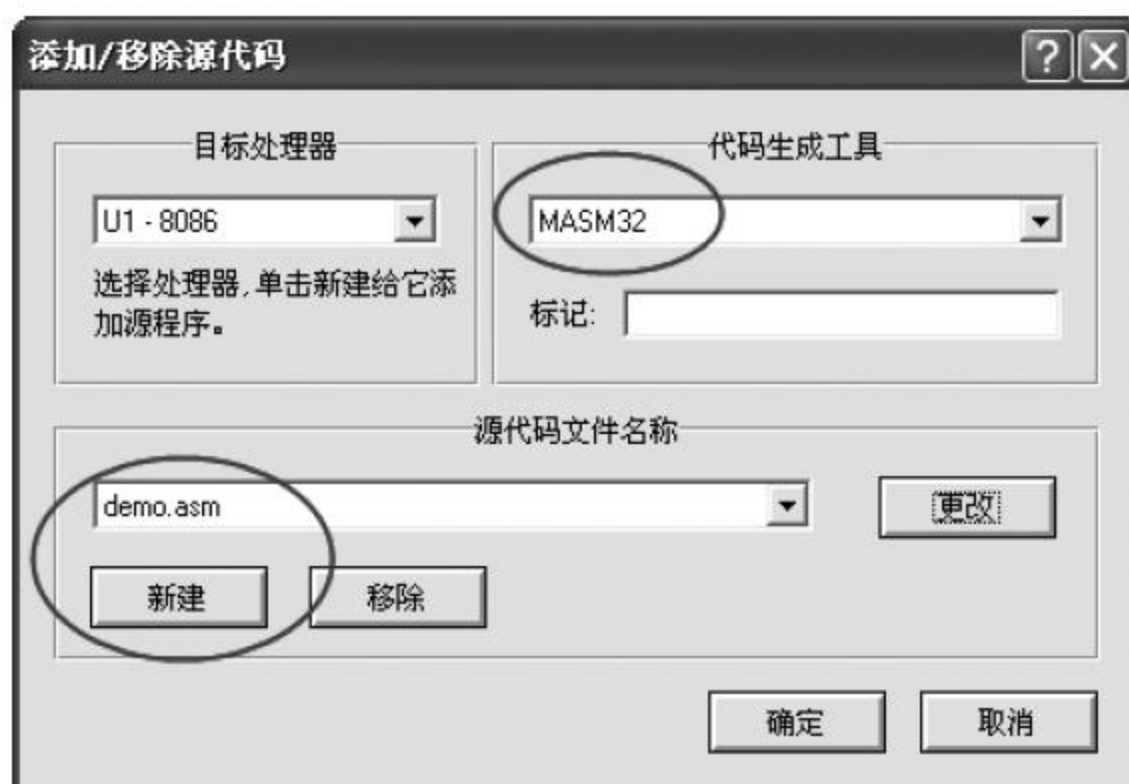 添加/移除源代码
目标处理器
U1 - 8086
选择处理器,单击新建给它添
加源程序。
代码生成工具
MASM32
标记:
源代码文件名称
demo.asm
更改
新建
移除
确定
取消